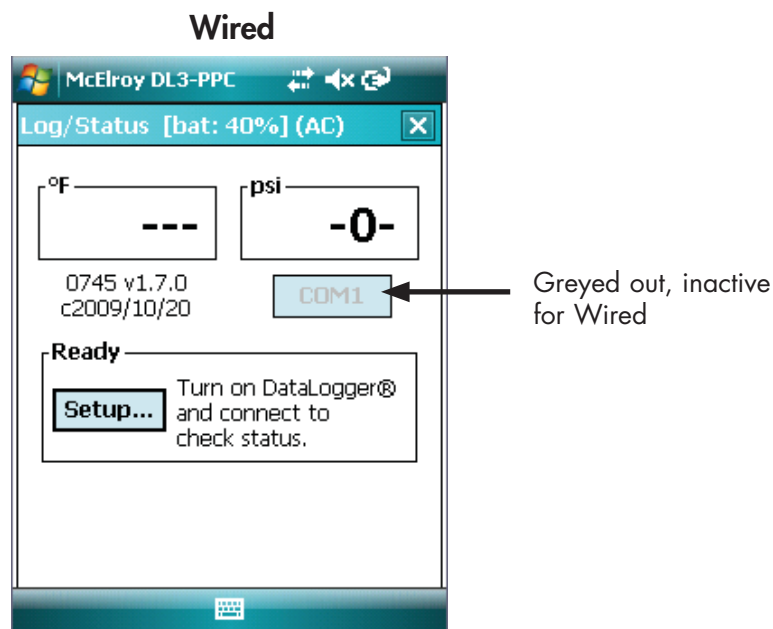 Wired
McElroy DL3-PPC
Log/Status [bat: 40%] (AC)
°F
---
psi
-0-
0745 v1.7.0
c2009/10/20
COM1
Greyed out, inactive
for Wired
Ready
Setup...
Turn on DataLogger®
and connect to
check status.